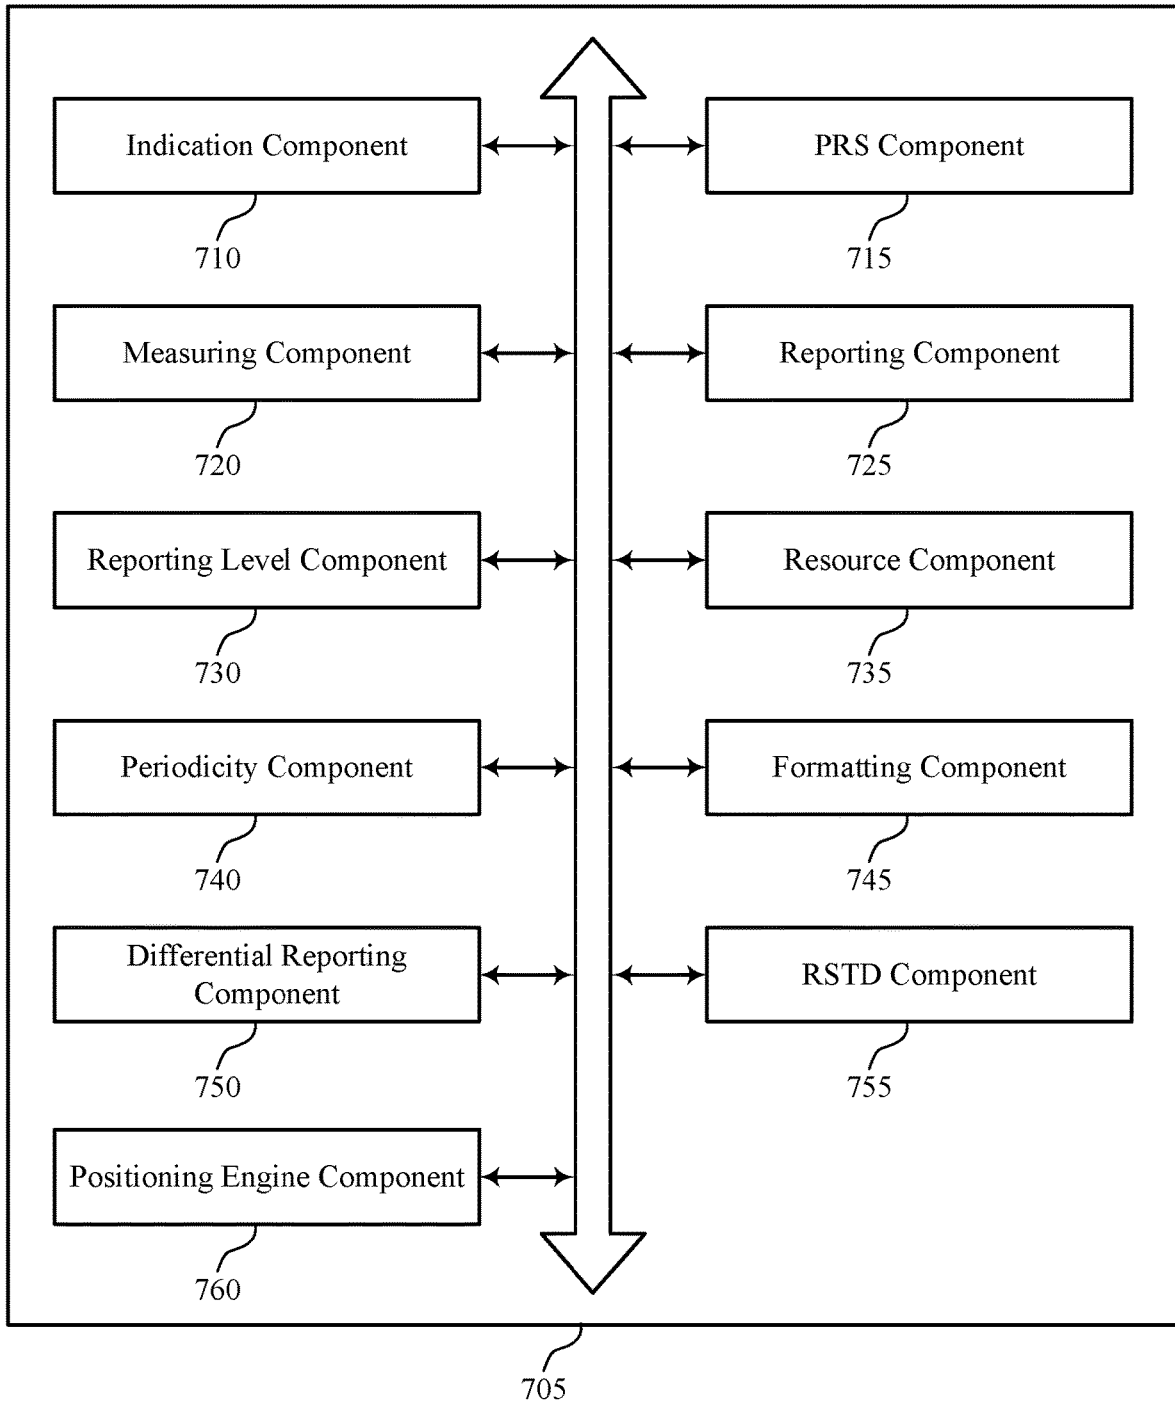 Indication Component
PRS Component
710
715
Measuring Component
Reporting Component
720
725
Reporting Level Component
Resource Component
730
735
Periodicity Component
Formatting Component
740
745
Differential Reporting
Component
RSTD Component
750
755
Positioning Engine Component
760
705